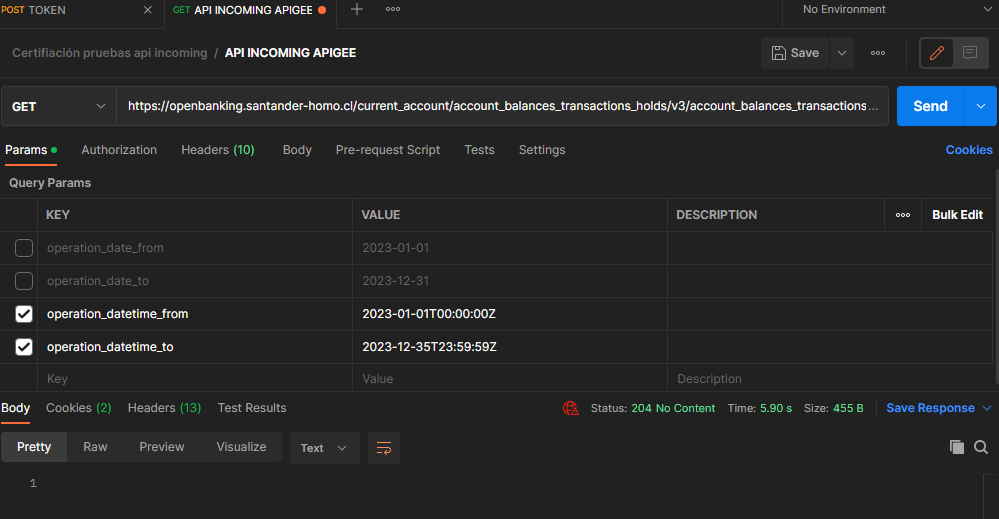 POST TOKEN
GET API INCOMING APIGEE
No Environment
Certifiación pruebas api incoming / API INCOMING APIGEE
Save
GET
https://openbanking.santander-homo.cl/current_account/account_balances_transactions_holds/v3/account_balances_transactions...
Send
Params
Authorization
Headers (10)
Body
Pre-request Script
Tests
Settings
Cookies
Query Params
KEY VALUE DESCRIPTION Bulk Edit
operation_date_from 2023-01-01
operation_date_to 2023-12-31
operation_datetime_from 2023-01-01T00:00:00Z
operation_datetime_to 2023-12-35T23:59:59Z
Key Value Description
Body Cookies (2) Headers (13) Test Results
Status: 204 No Content Time: 5.90 s Size: 455 B
Save Response
Pretty Raw Preview Visualize Text
1